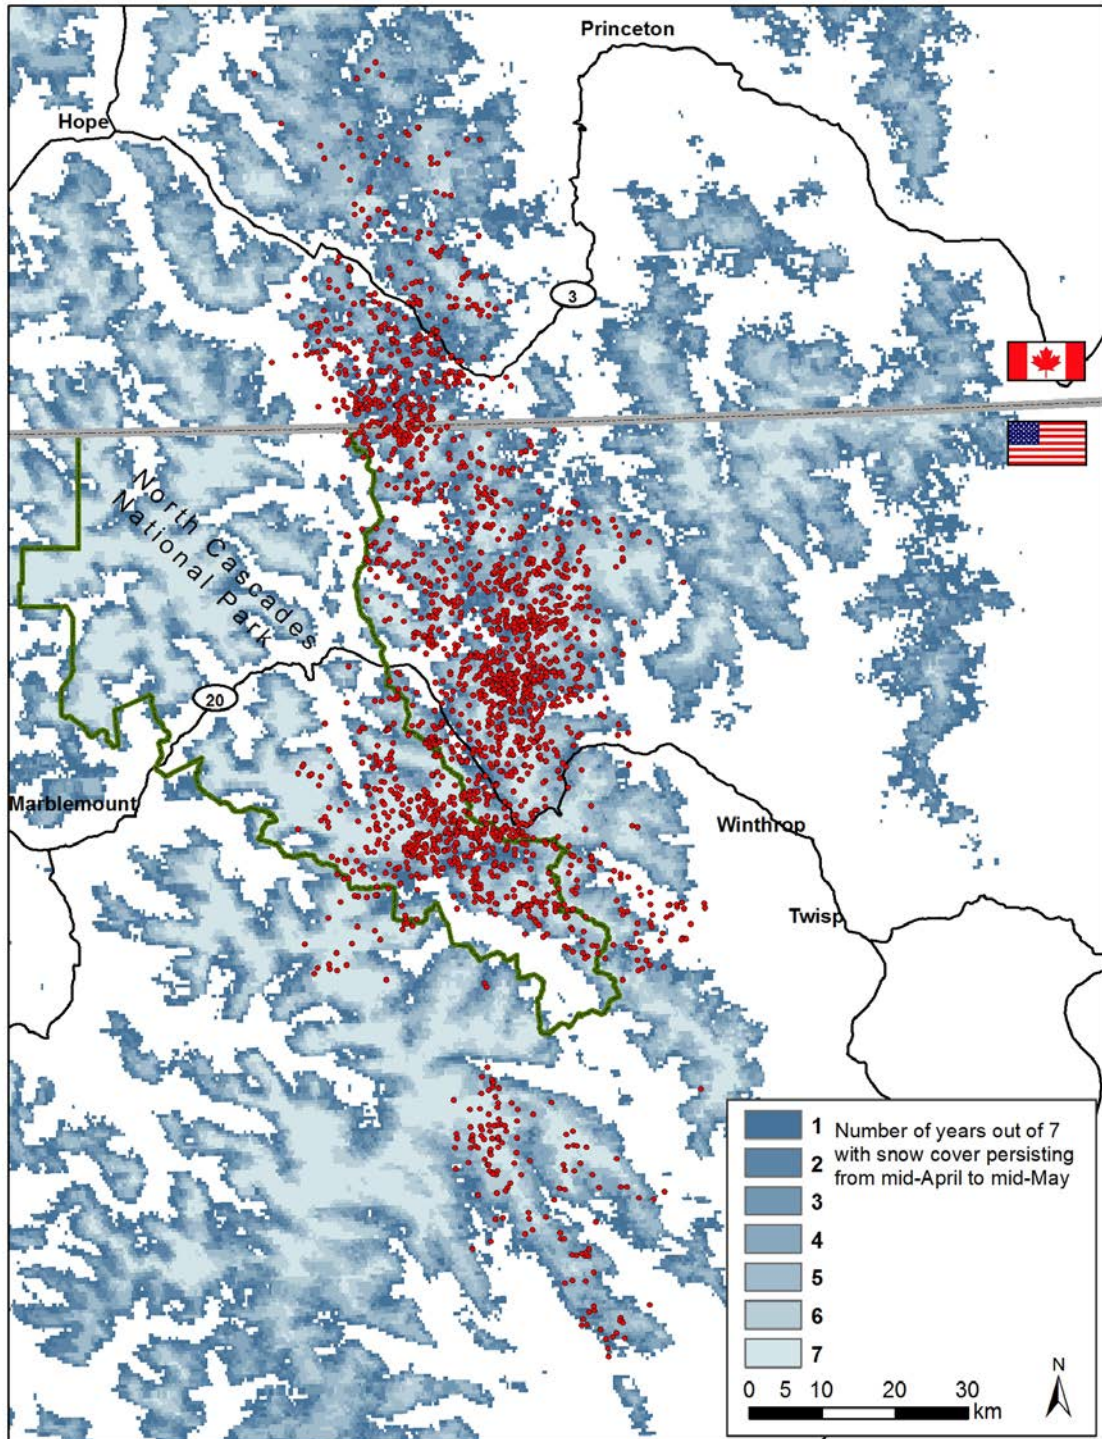 Princeton
Hope
3
North Cascades
National Park
20
Marblemount
Winthrop
Twisp
1 Number of years out of 7
2 with snow cover persisting
3 from mid-April to mid-May
4
5
6
7
N
0 5 10 20 30
km